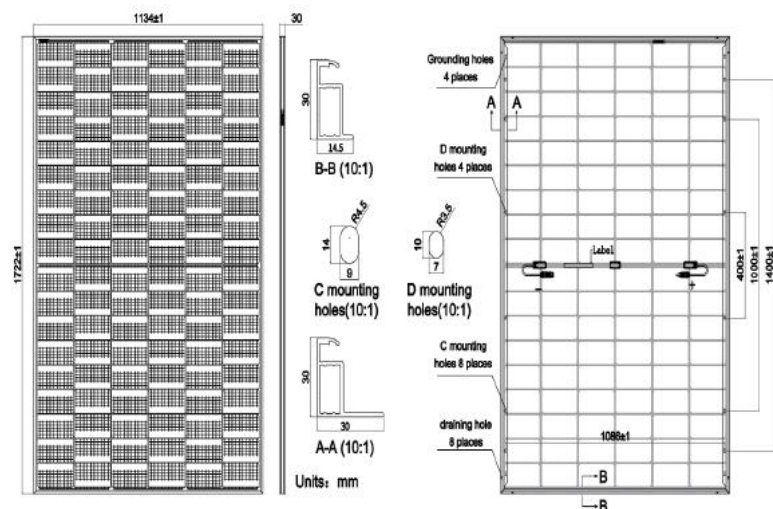 1134±1
30
1722±1
30
14.5
B-B (10:1)
R4.5
14
9
C mounting
holes(10:1)
R3.5
10
7
D mounting
holes(10:1)
30
30
A-A (10:1)
Units: mm
Grounding holes
4 places
A
A
D mounting
holes 4 places
Label
-
+
400±1
1000±1
1400±1
C mounting
holes 8 places
draining hole
8 places
1086±1
B
B